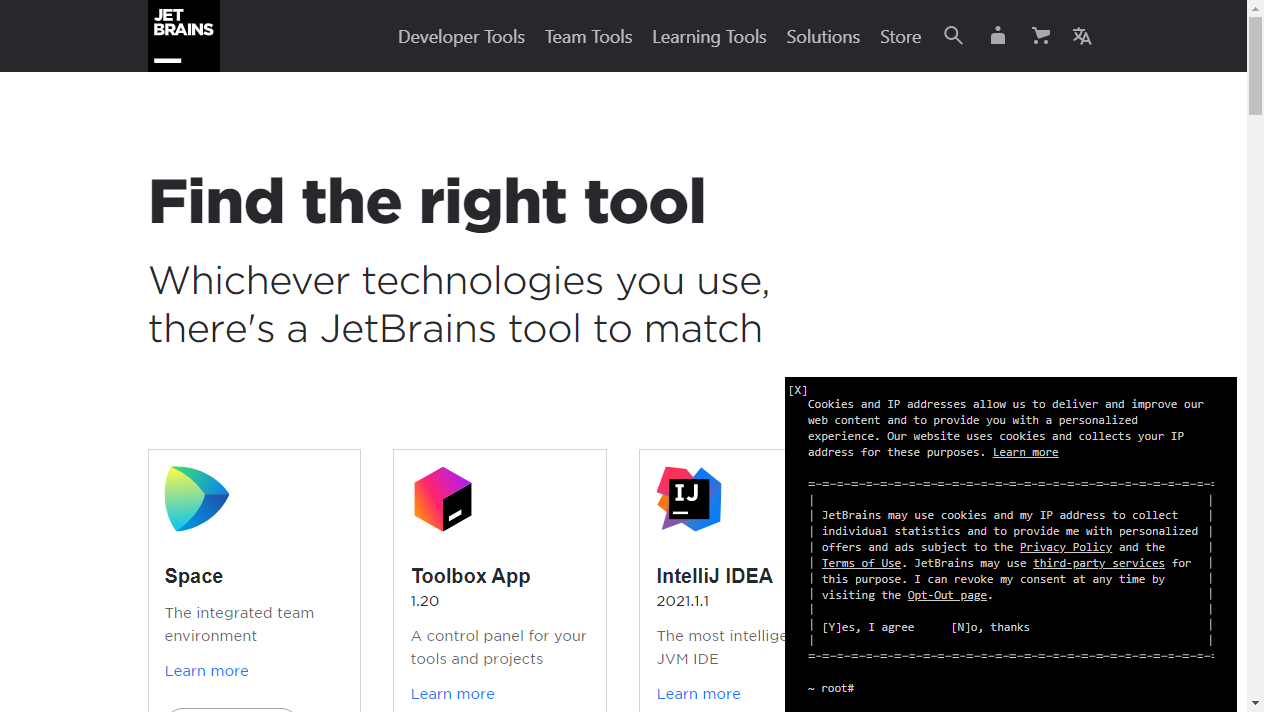 JET
BRAINS
Developer Tools Team Tools Learning Tools Solutions Store
Find the right tool
Whichever technologies you use,
there's a JetBrains tool to match
Space
The integrated team
environment
Learn more
Toolbox App
1.20
A control panel for your
tools and projects
Learn more
IJ
IntelliJ IDEA
2021.1.1
The most intellige
JVM IDE
Learn more
[X]
Cookies and IP addresses allow us to deliver and improve our
web content and to provide you with a personalized
experience. Our website uses cookies and collects your IP
address for these purposes. Learn more
JetBrains may use cookies and my IP address to collect
individual statistics and to provide me with personalized
offers and ads subject to the Privacy Policy and the
Terms of Use. JetBrains may use third-party services for
this purpose. I can revoke my consent at any time by
visiting the Opt-Out page.
[Y]es, I agree [N]o, thanks
~ root#